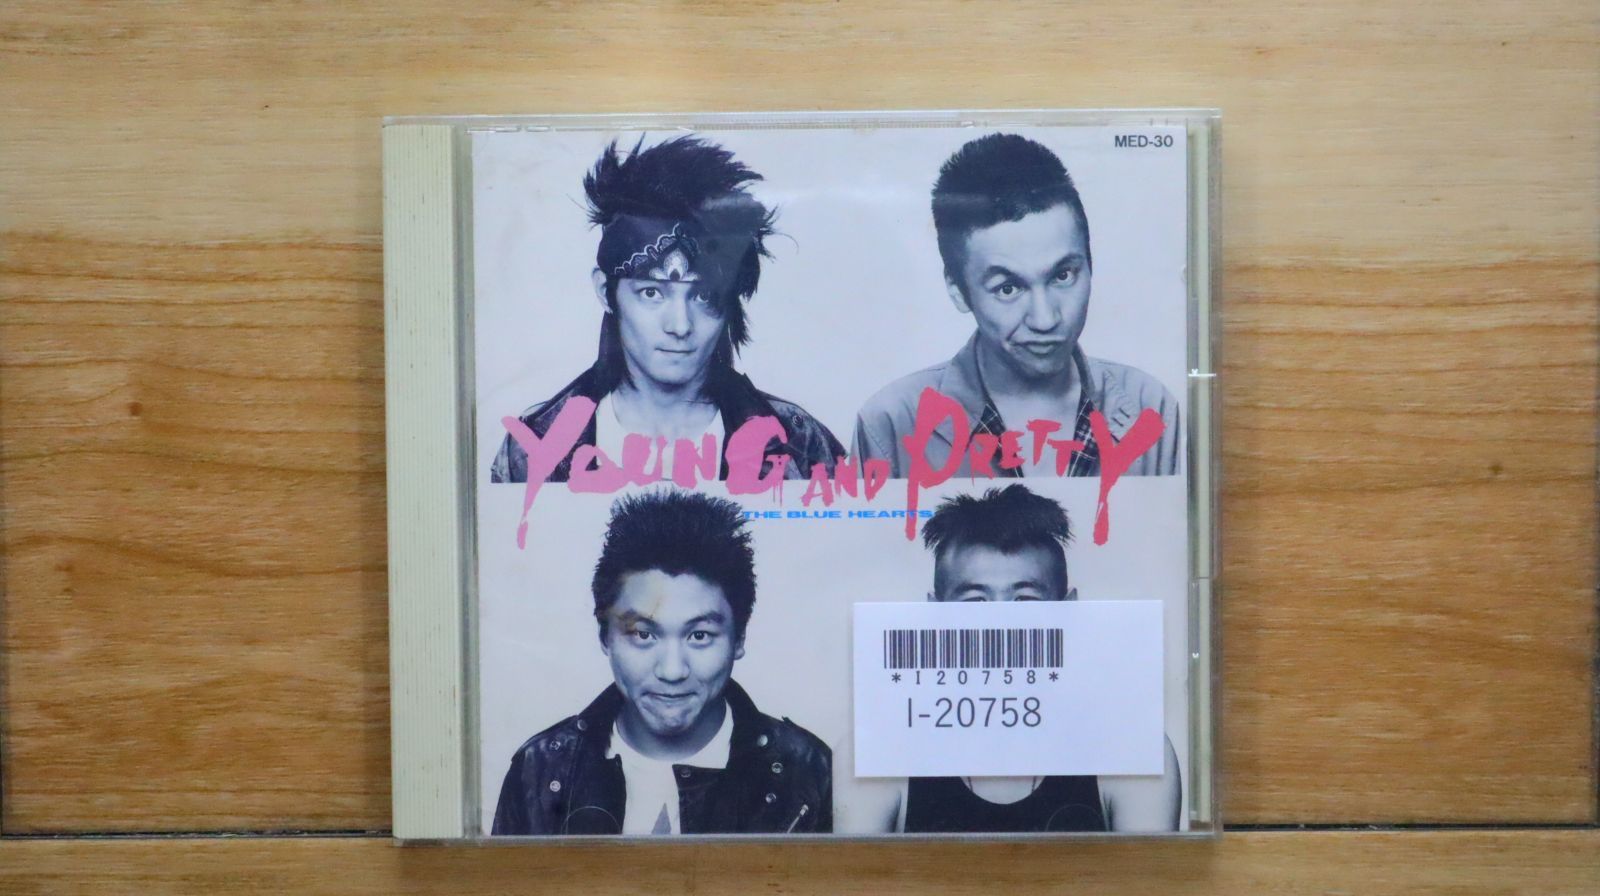 MED-30
YOUNG AND PRETTY
THE BLUE HEARTS
*I20758*
I-20758